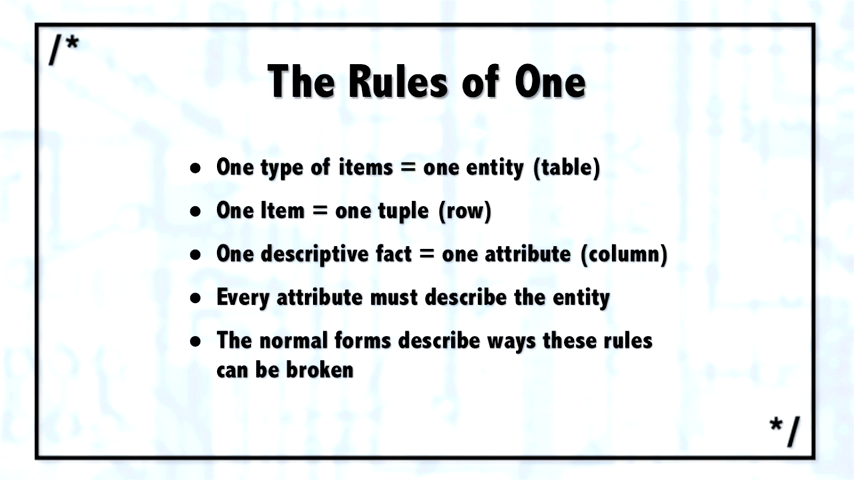 /*
The Rules of One
• One type of items = one entity (table)
• One Item = one tuple (row)
• One descriptive fact = one attribute (column)
• Every attribute must describe the entity
• The normal forms describe ways these rules
can be broken
*/